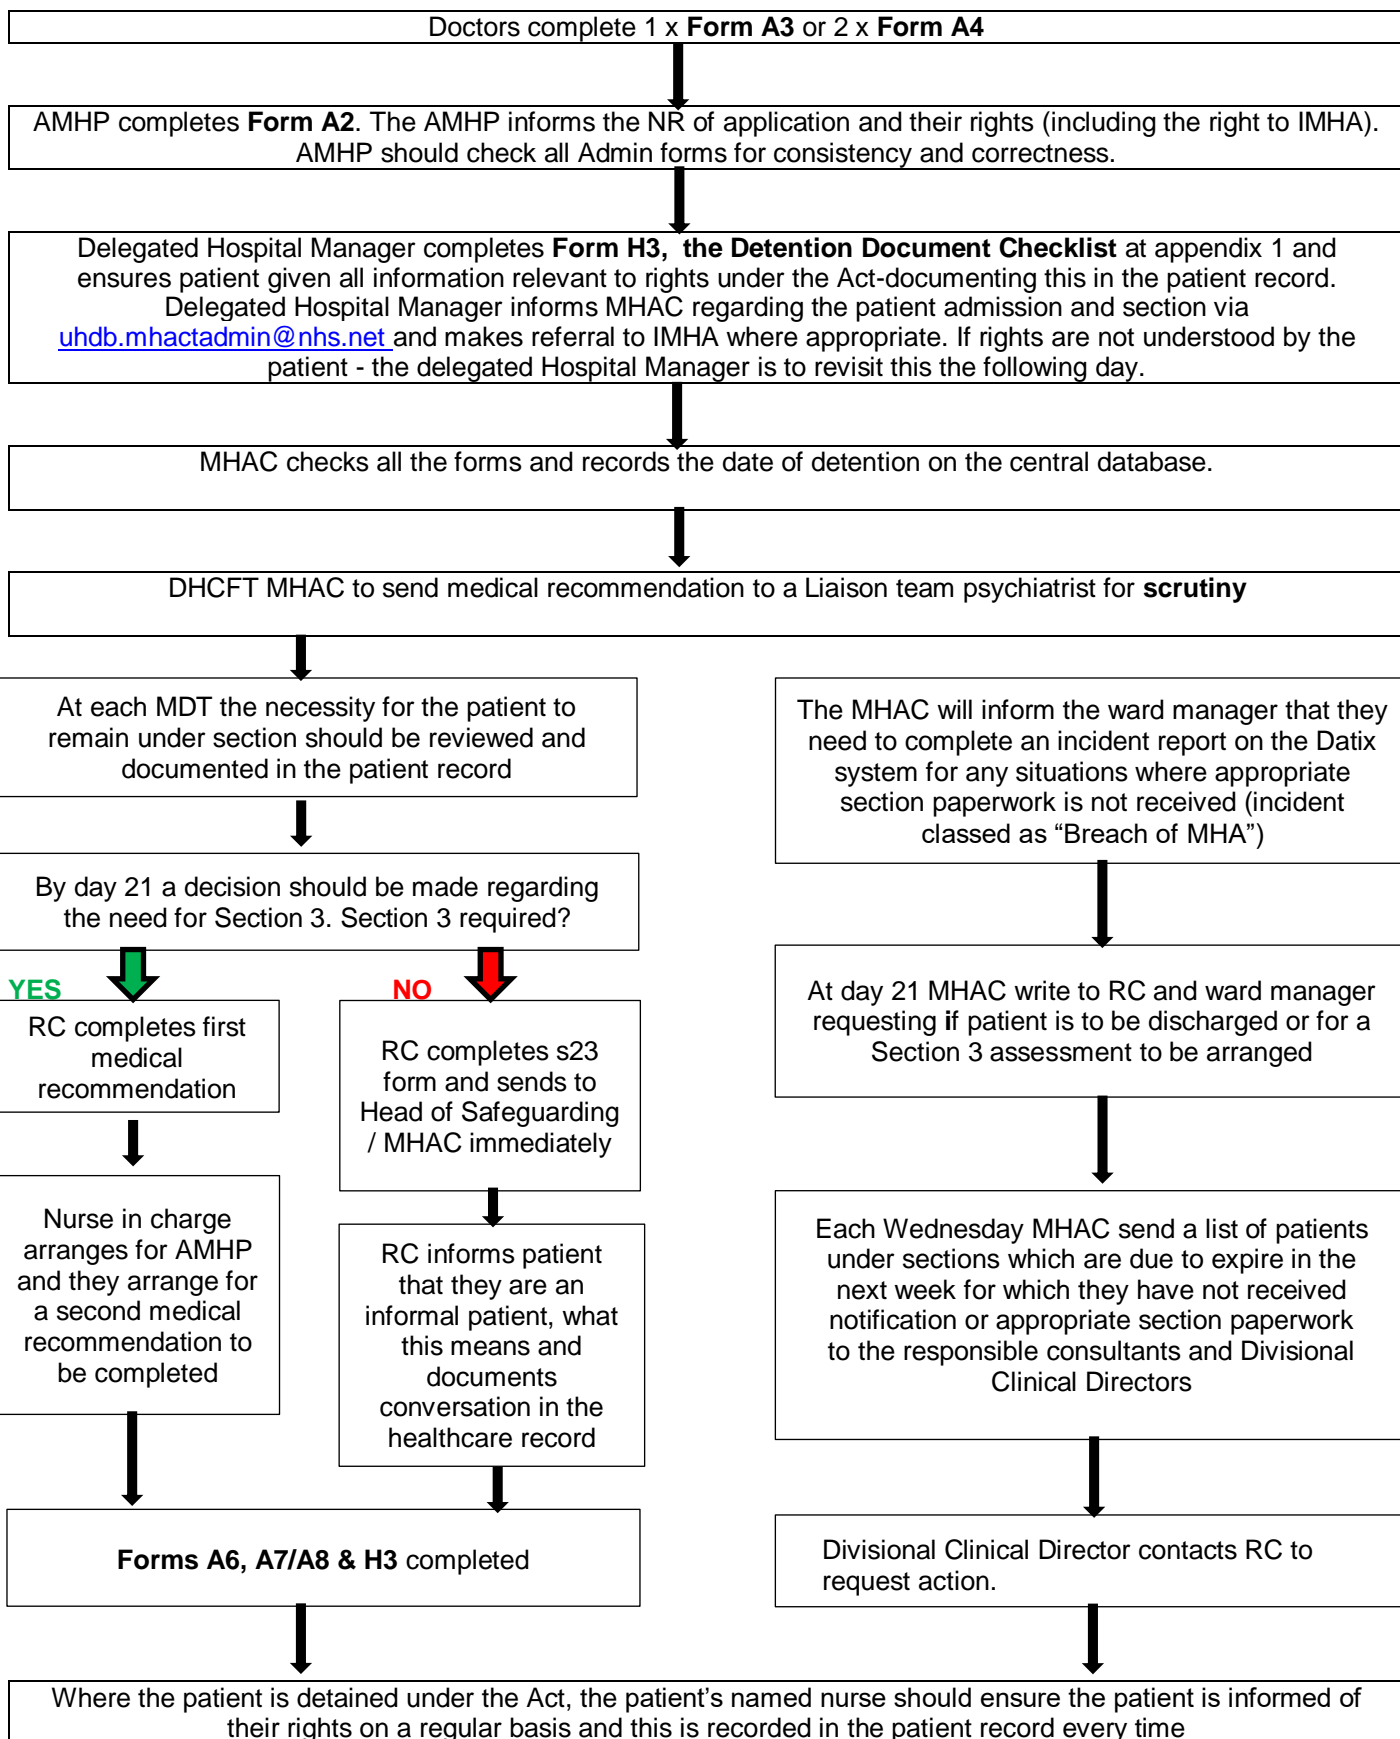 Doctors complete 1 x Form A3 or 2 x Form A4
AMHP completes Form A2. The AMHP informs the NR of application and their rights (including the right to IMHA).
AMHP should check all Admin forms for consistency and correctness.
Delegated Hospital Manager completes Form H3, the Detention Document Checklist at appendix 1 and
ensures patient given all information relevant to rights under the Act-documenting this in the patient record.
Delegated Hospital Manager informs MHAC regarding the patient admission and section via
uhdb.mhactadmin@nhs.net and makes referral to IMHA where appropriate. If rights are not understood by the
patient - the delegated Hospital Manager is to revisit this the following day.
MHAC checks all the forms and records the date of detention on the central database.
DHCFT MHAC to send medical recommendation to a Liaison team psychiatrist for scrutiny
At each MDT the necessity for the patient to
remain under section should be reviewed and
documented in the patient record
By day 21 a decision should be made regarding
the need for Section 3. Section 3 required?
YES
NO
RC completes first
medical
recommendation
Nurse in charge
arranges for AMHP
and they arrange for
a second medical
recommendation to
be completed
RC completes s23
form and sends to
Head of Safeguarding
/ MHAC immediately
RC informs patient
that they are an
informal patient, what
this means and
documents
conversation in the
healthcare record
Forms A6, A7/A8 & H3 completed
The MHAC will inform the ward manager that they
need to complete an incident report on the Datix
system for any situations where appropriate
section paperwork is not received (incident
classed as “Breach of MHA”)
At day 21 MHAC write to RC and ward manager
requesting if patient is to be discharged or for a
Section 3 assessment to be arranged
Each Wednesday MHAC send a list of patients
under sections which are due to expire in the
next week for which they have not received
notification or appropriate section paperwork
to the responsible consultants and Divisional
Clinical Directors
Divisional Clinical Director contacts RC to
request action.
Where the patient is detained under the Act, the patient’s named nurse should ensure the patient is informed of
their rights on a regular basis and this is recorded in the patient record every time